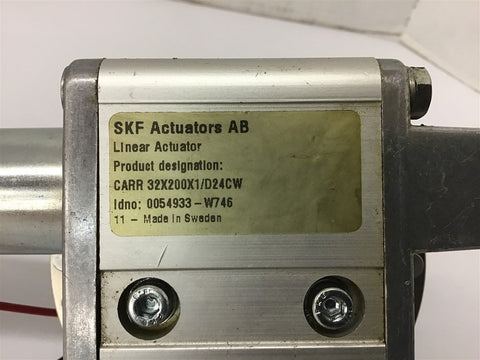 SKF Actuators AB
Linear Actuator
Product designation:
CARR 32X200X1/D24CW
Idno: 0054933-W746
11 - Made in Sweden